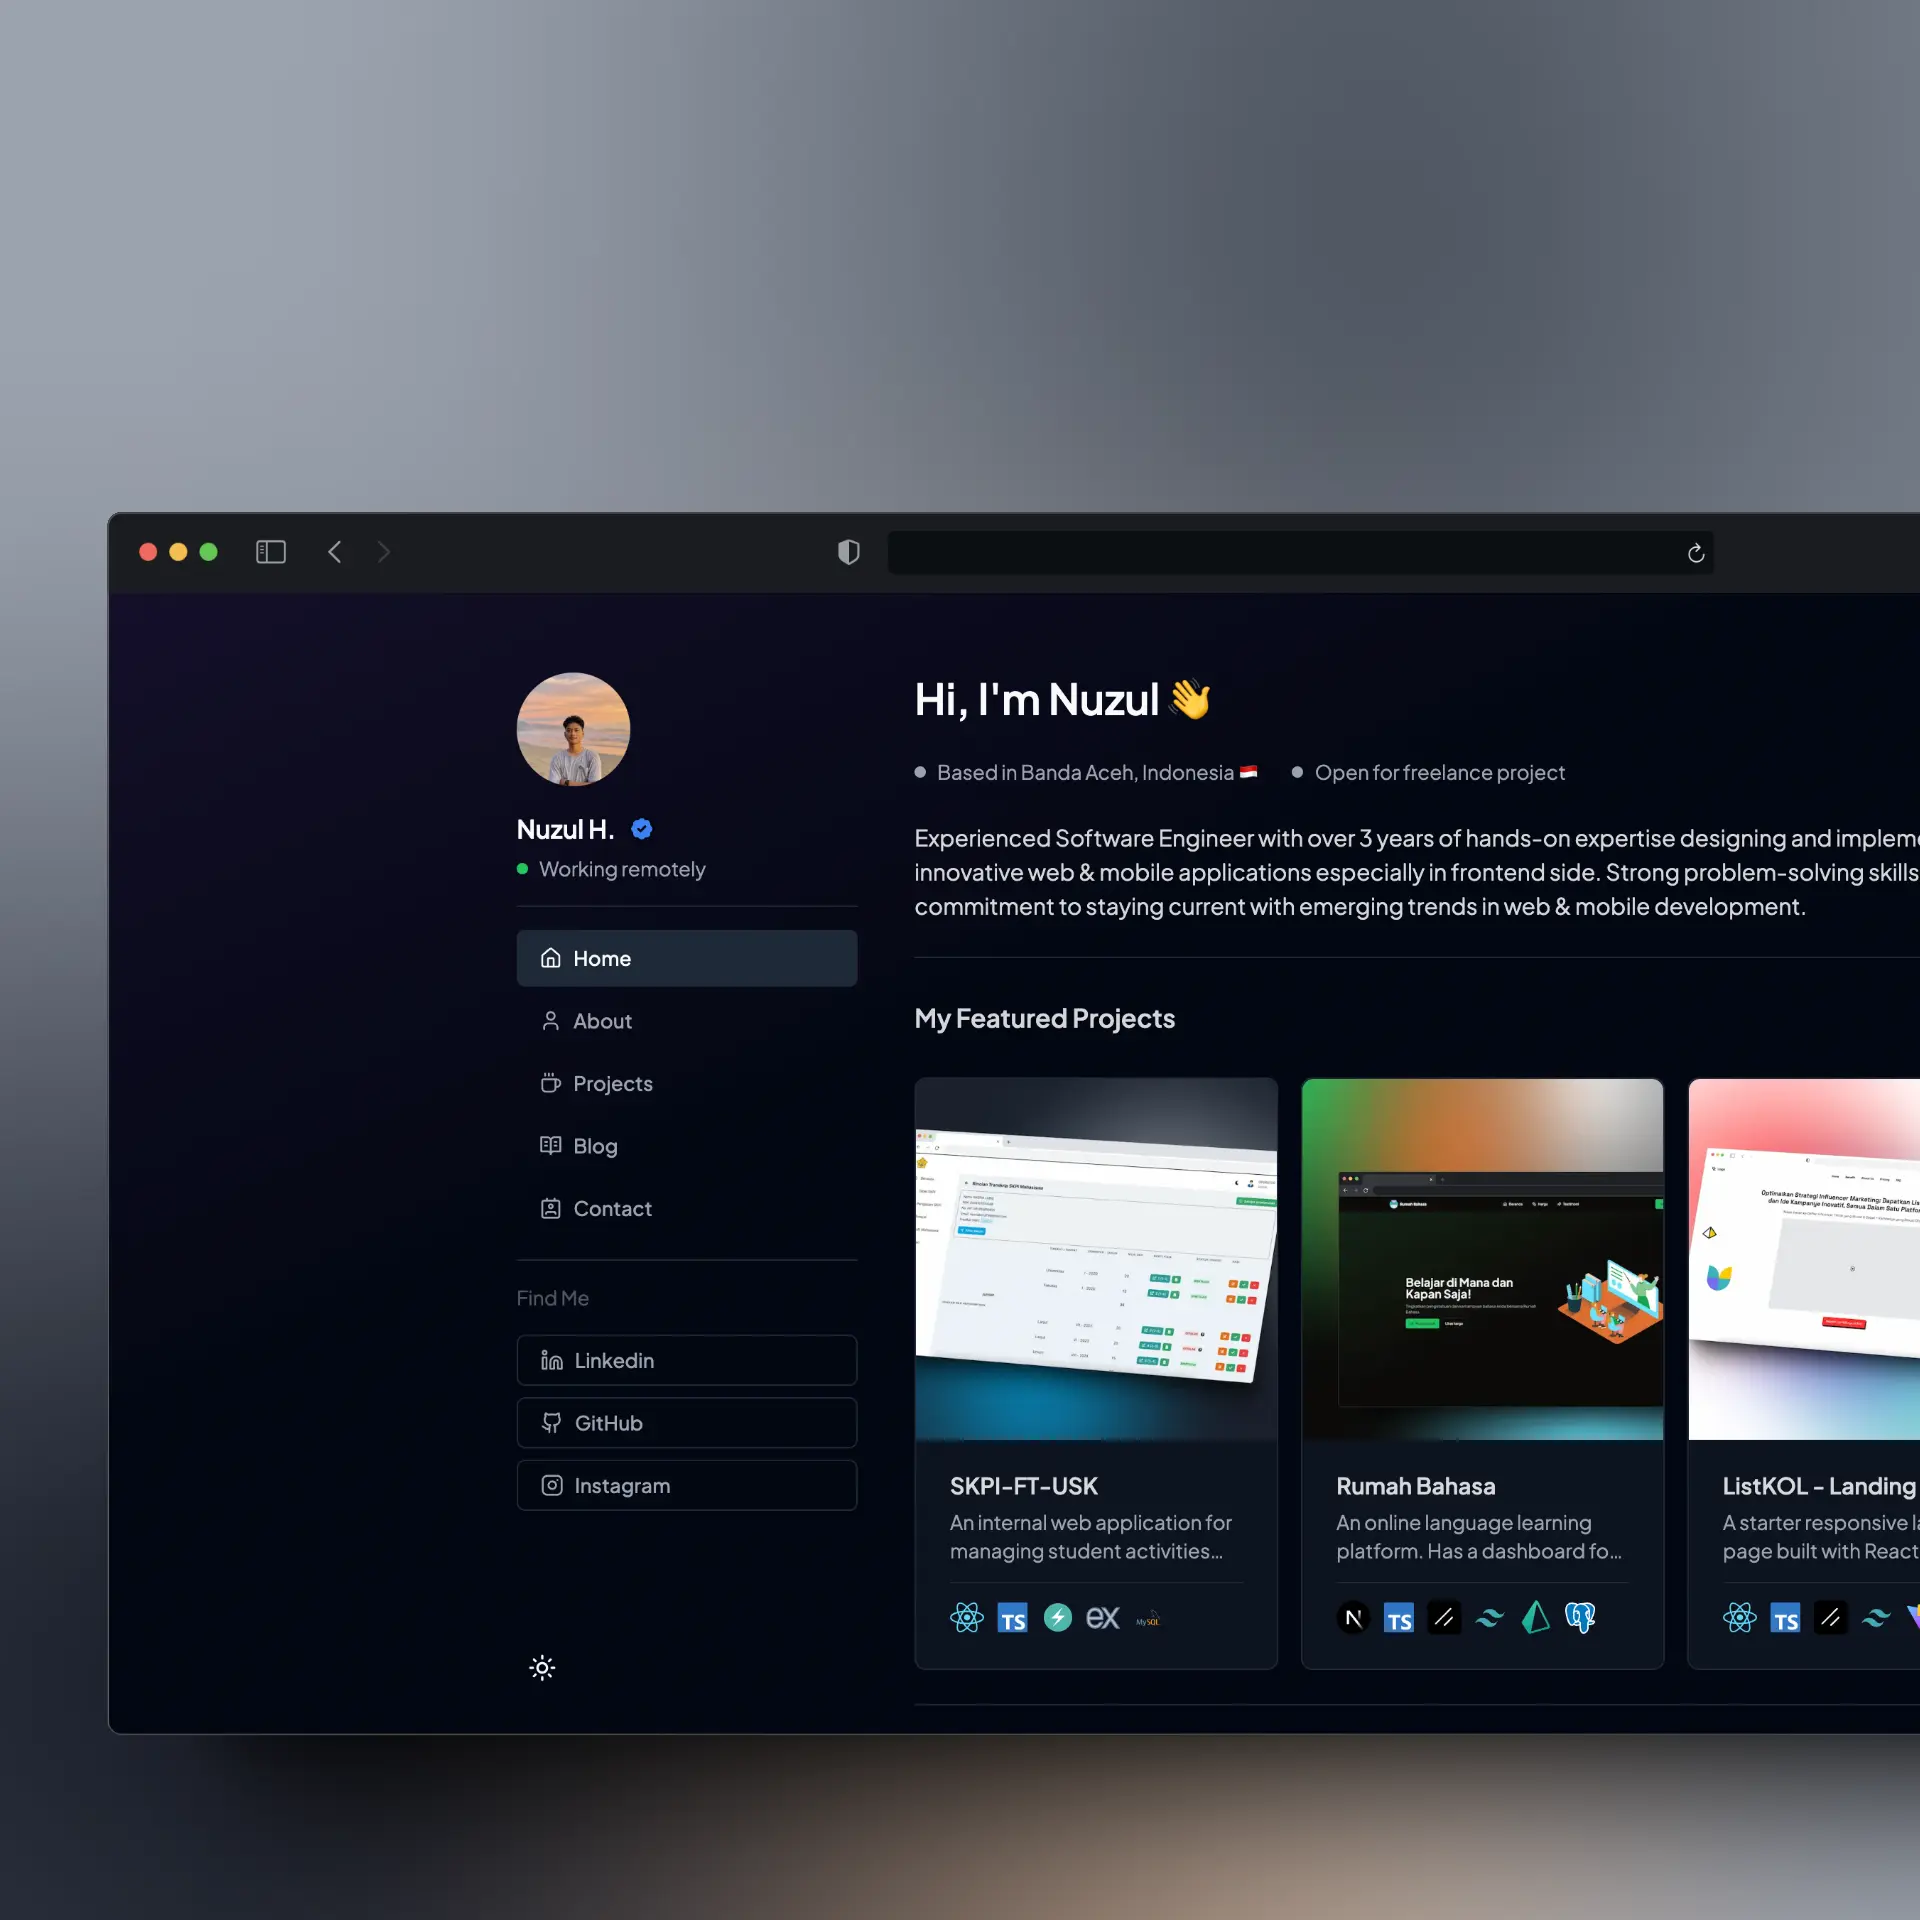 Hi, I'm Nuzul 👋
Nuzul H.
Working remotely
Home
About
Projects
Blog
Contact
Find Me
Linkedin
GitHub
Instagram
Based in Banda Aceh, Indonesia 🇮🇩
Open for freelance project
Experienced Software Engineer with over 3 years of hands-on expertise designing and impleme
innovative web & mobile applications especially in frontend side. Strong problem-solving skills
commitment to staying current with emerging trends in web & mobile development.
My Featured Projects
Rumah Bahasa
Belajar di Mana dan
Kapan Saja!
SKPI-FT-USK
An internal web application for
managing student activities...
TS
ex
MySQL
Rumah Bahasa
An online language learning
platform. Has a dashboard fo...
N
TS
ListKOL - Landing
A starter responsive la
page built with React
TS